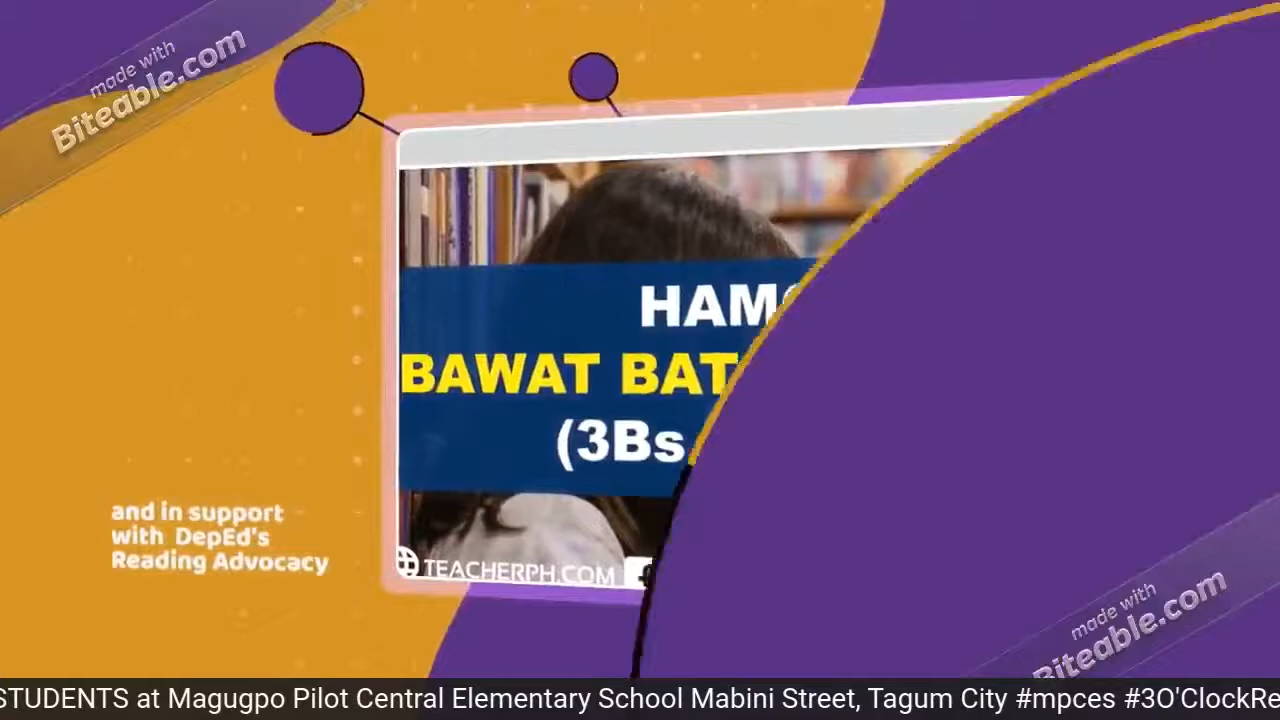 made with
Biteable.com
HAM
BAWAT BAT
(3Bs
and in support
with DepEd's
Reading Advocacy
TEACHERPH.COM
made with
Biteable.com
STUDENTS at Magugpo Pilot Central Elementary School Mabini Street, Tagum City #mpces #3O'ClockRe